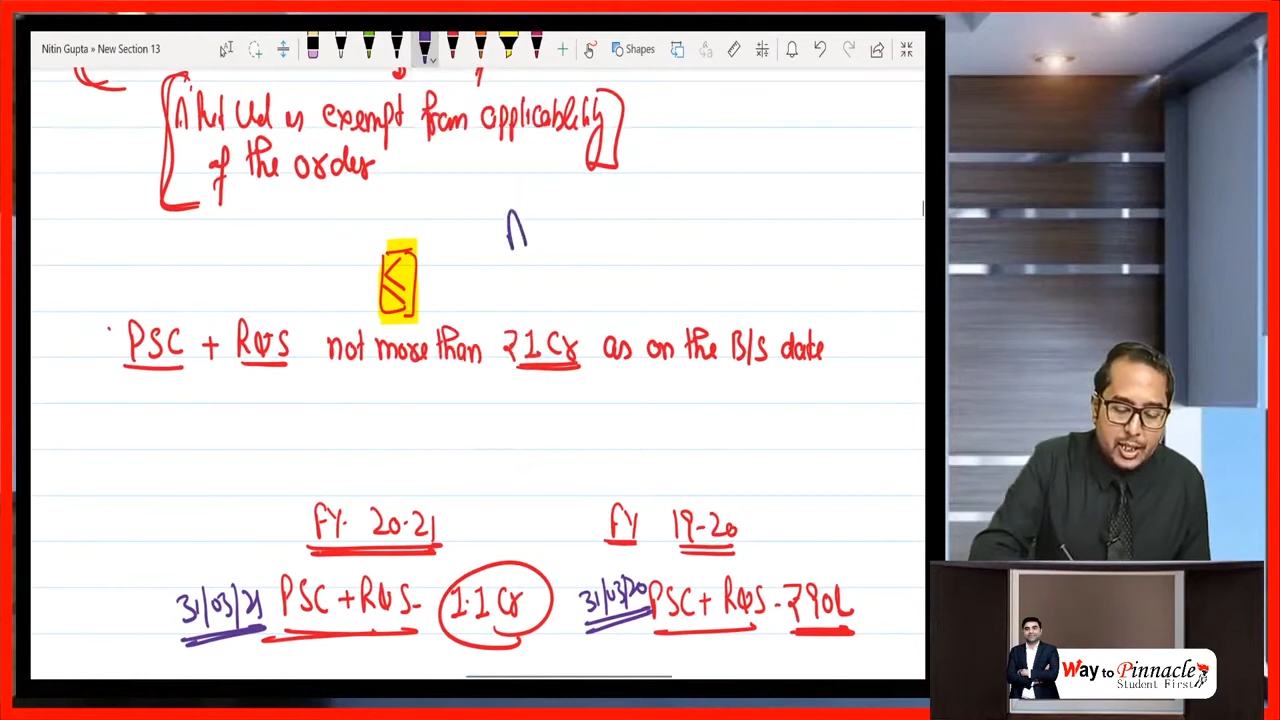 Nitin Gupta » New Section 13
Shapes
is exempt from applicability
of the order
≤
PSC + R&S not more than ₹1 Cr as on the B/S date
FY. 20-21 FY 19-20
31/03/21 PSC + R&S - 1.1 Cr 31/03/20 PSC + R&S - ₹90L
Way to Pinnacle
Student First